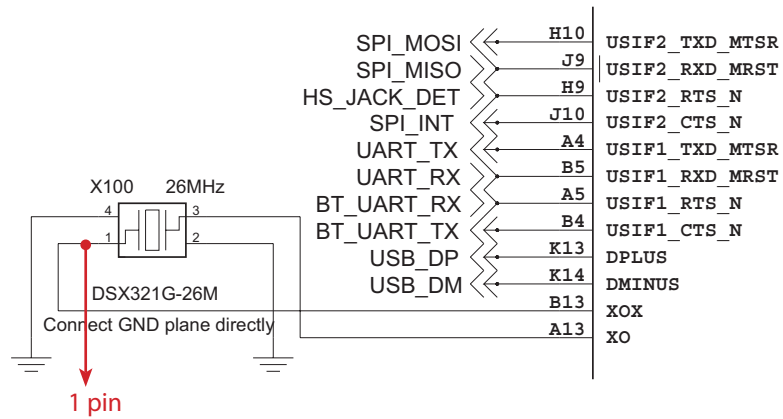 SPI_MOSI H10 USIF2_TXD_MTSR
SPI_MISO J9 USIF2_RXD_MRST
HS_JACK_DET H9 USIF2_RTS_N
SPI_INT J10 USIF2_CTS_N
UART_TX A4 USIF1_TXD_MTSR
UART_RX B5 USIF1_RXD_MRST
BT_UART_RX A5 USIF1_RTS_N
BT_UART_TX B4 USIF1_CTS_N
USB_DP K13 DPLUS
USB_DM K14 DMINUS
B13 XOX
A13 XO
X100 26MHz
4 3
1 2
DSX321G-26M
Connect GND plane directly
1 pin